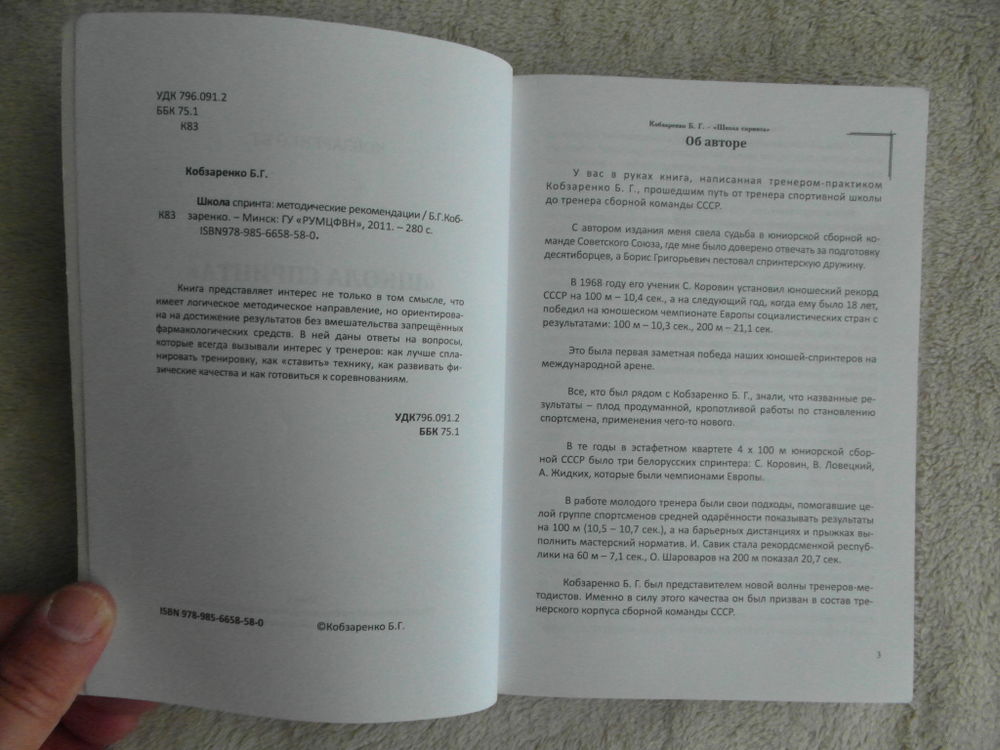 УДК 796.091.2
ББК 75.1
К83
Кобзаренко Б.Г.
Школа спринта: методические рекомендации / Б.Г.Коб-
К83 заренко. – Минск: ГУ «РУМЦФВН», 2011. – 280 с.
ISBN978-985-6658-58-0.
Книга представляет интерес не только в том смысле, что
имеет логическое методическое направление, но ориентирова-
на на достижение результатов без вмешательства запрещённых
фармакологических средств. В ней даны ответы на вопросы,
которые всегда вызывали интерес у тренеров: как лучше спла-
нировать тренировку, как «ставить» технику, как развивать фи-
зические качества и как готовиться к соревнованиям.
УДК796.091.2
ББК 75.1
ISBN 978-985-6658-58-0
©Кобзаренко Б.Г.
Кобзаренко Б. Г. – «Школа спринта»
Об авторе
У вас в руках книга, написанная тренером-практиком
Кобзаренко Б. Г., прошедшим путь от тренера спортивной школы
до тренера сборной команды СССР.
С автором издания меня свела судьба в юниорской сборной ко-
манде Советского Союза, где мне было доверено отвечать за подготовку
десятиборцев, а Борис Григорьевич пестовал спринтерскую дружину.
В 1968 году его ученик С. Коровин установил юношеский рекорд
СССР на 100 м – 10,4 сек., а на следующий год, когда ему было 18 лет,
победил на юношеском чемпионате Европы социалистических стран с
результатами: 100 м – 10,3 сек., 200 м – 21,1 сек.
Это была первая заметная победа наших юношей-спринтеров на
международной арене.
Все, кто был рядом с Кобзаренко Б. Г., знали, что названные ре-
зультаты – плод продуманной, кропотливой работы по становлению
спортсмена, применения чего-то нового.
В те годы в эстафетном квартете 4 х 100 м юниорской сбор-
ной СССР было три белорусских спринтера: С. Коровин, В. Ловецкий,
А. Жидких, которые были чемпионами Европы.
В работе молодого тренера были свои подходы, помогавшие це-
лой группе спортсменов средней одарённости показывать результаты
на 100 м (10,5 – 10,7 сек.), а на барьерных дистанциях и прыжках вы-
полнить мастерский норматив. И. Савик стала рекордсменкой респуб-
лики на 60 м – 7,1 сек., О. Шароваров на 200 м показал 20,7 сек.
Кобзаренко Б. Г. был представителем новой волны тренеров-ме-
тодистов. Именно в силу этого качества он был призван в состав тре-
нерского корпуса сборной команды СССР.
3